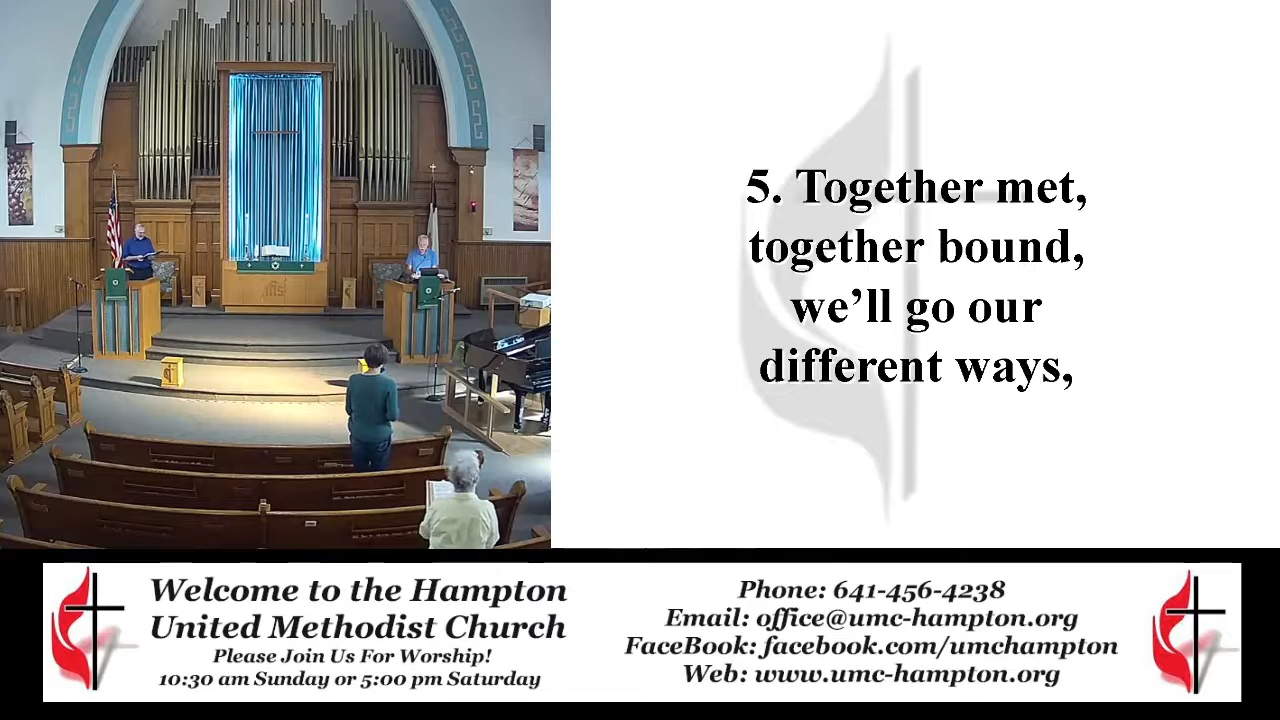 5. Together met,
together bound,
we’ll go our
different ways,
Welcome to the Hampton
United Methodist Church
Please Join Us For Worship!
10:30 am Sunday or 5:00 pm Saturday
Phone: 641-456-4238
Email: office@umc-hampton.org
FaceBook: facebook.com/umchampton
Web: www.umc-hampton.org